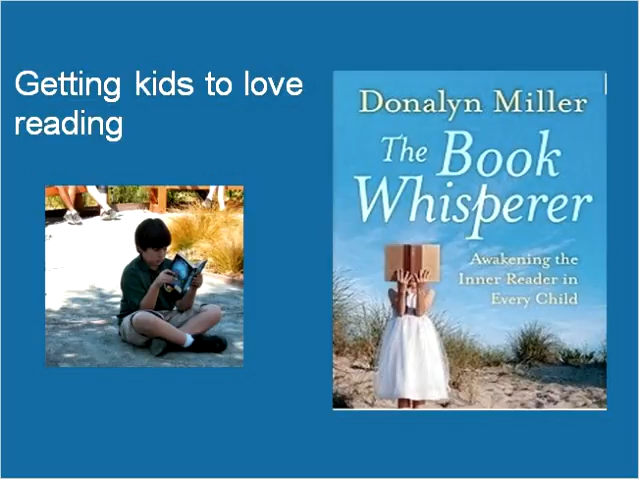 Getting kids to love
reading
Donalyn Miller
The Book
Whisperer
Awakening the
Inner Reader in
Every Child